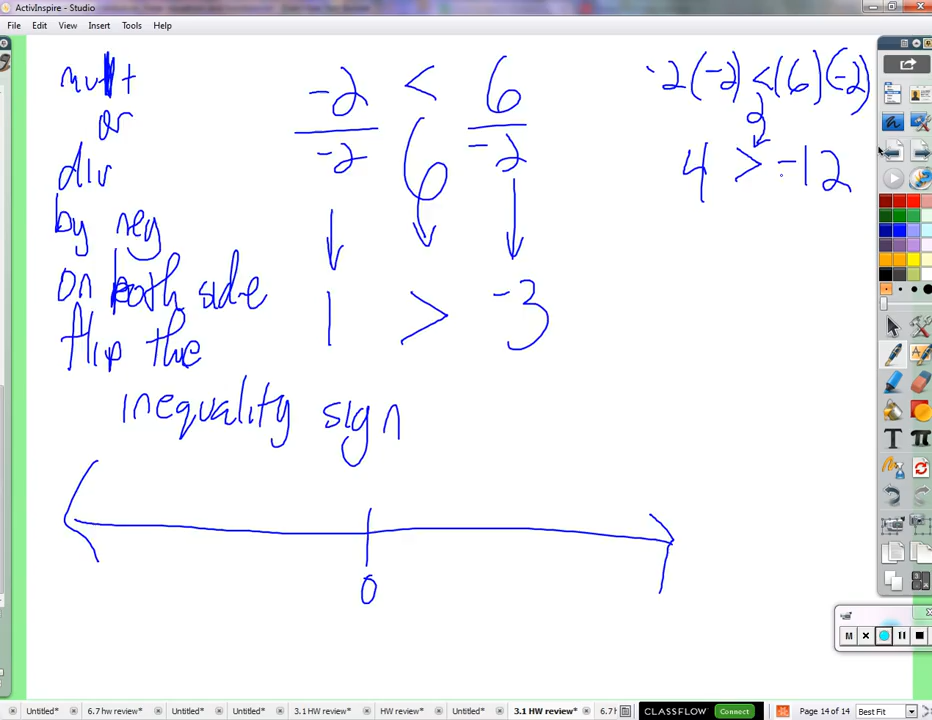 ActivInspire - Studio
File Edit View Insert Tools Help
mult
or
div
by neg
on both side
flip the
inequality sign
-2 < 6
-2 -2
1 > -3
-2(-2) <(6)(-2)
4 > -12
0
M
Untitled* 6.7 hw review* Untitled* Untitled* 3.1 HW review* HW review* Untitled* 3.1 HW review* 6.7 H CLASSFLOW Connect Page 14 of 14 Best Fit